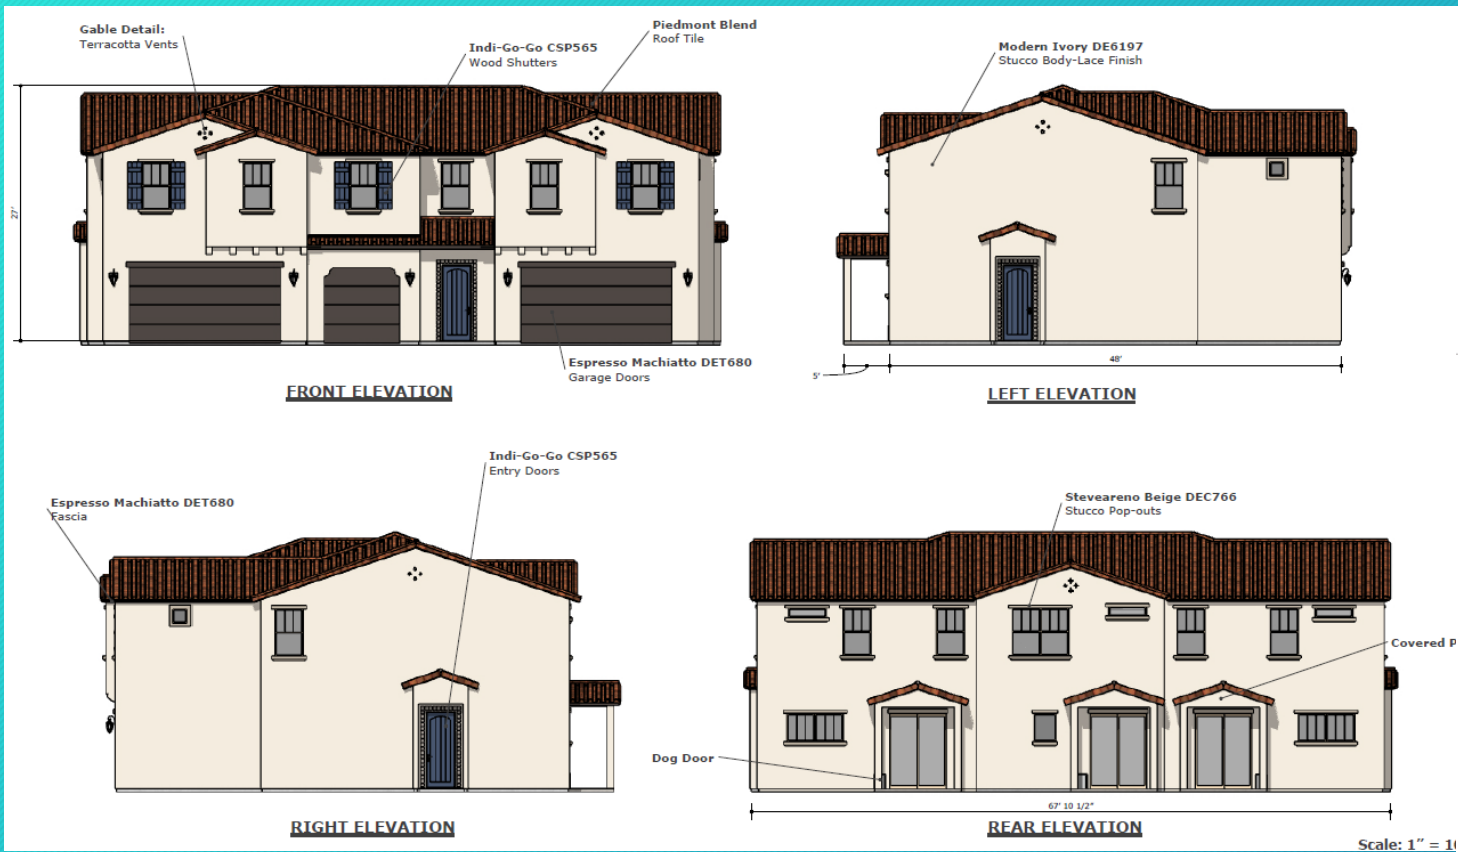 Gable Detail:
Terracotta Vents
Indi-Go-Go CSP565
Wood Shutters
Piedmont Blend
Roof Tile
Modern Ivory DE6197
Stucco Body-Lace Finish
27'
Espresso Machiatto DET680
Garage Doors
FRONT ELEVATION
5'
48'
LEFT ELEVATION
Indi-Go-Go CSP565
Entry Doors
Espresso Machiatto DET680
Fascia
Steveareno Beige DEC766
Stucco Pop-outs
Covered
Dog Door
67' 10 1/2"
RIGHT ELEVATION
REAR ELEVATION
Scale: 1" =